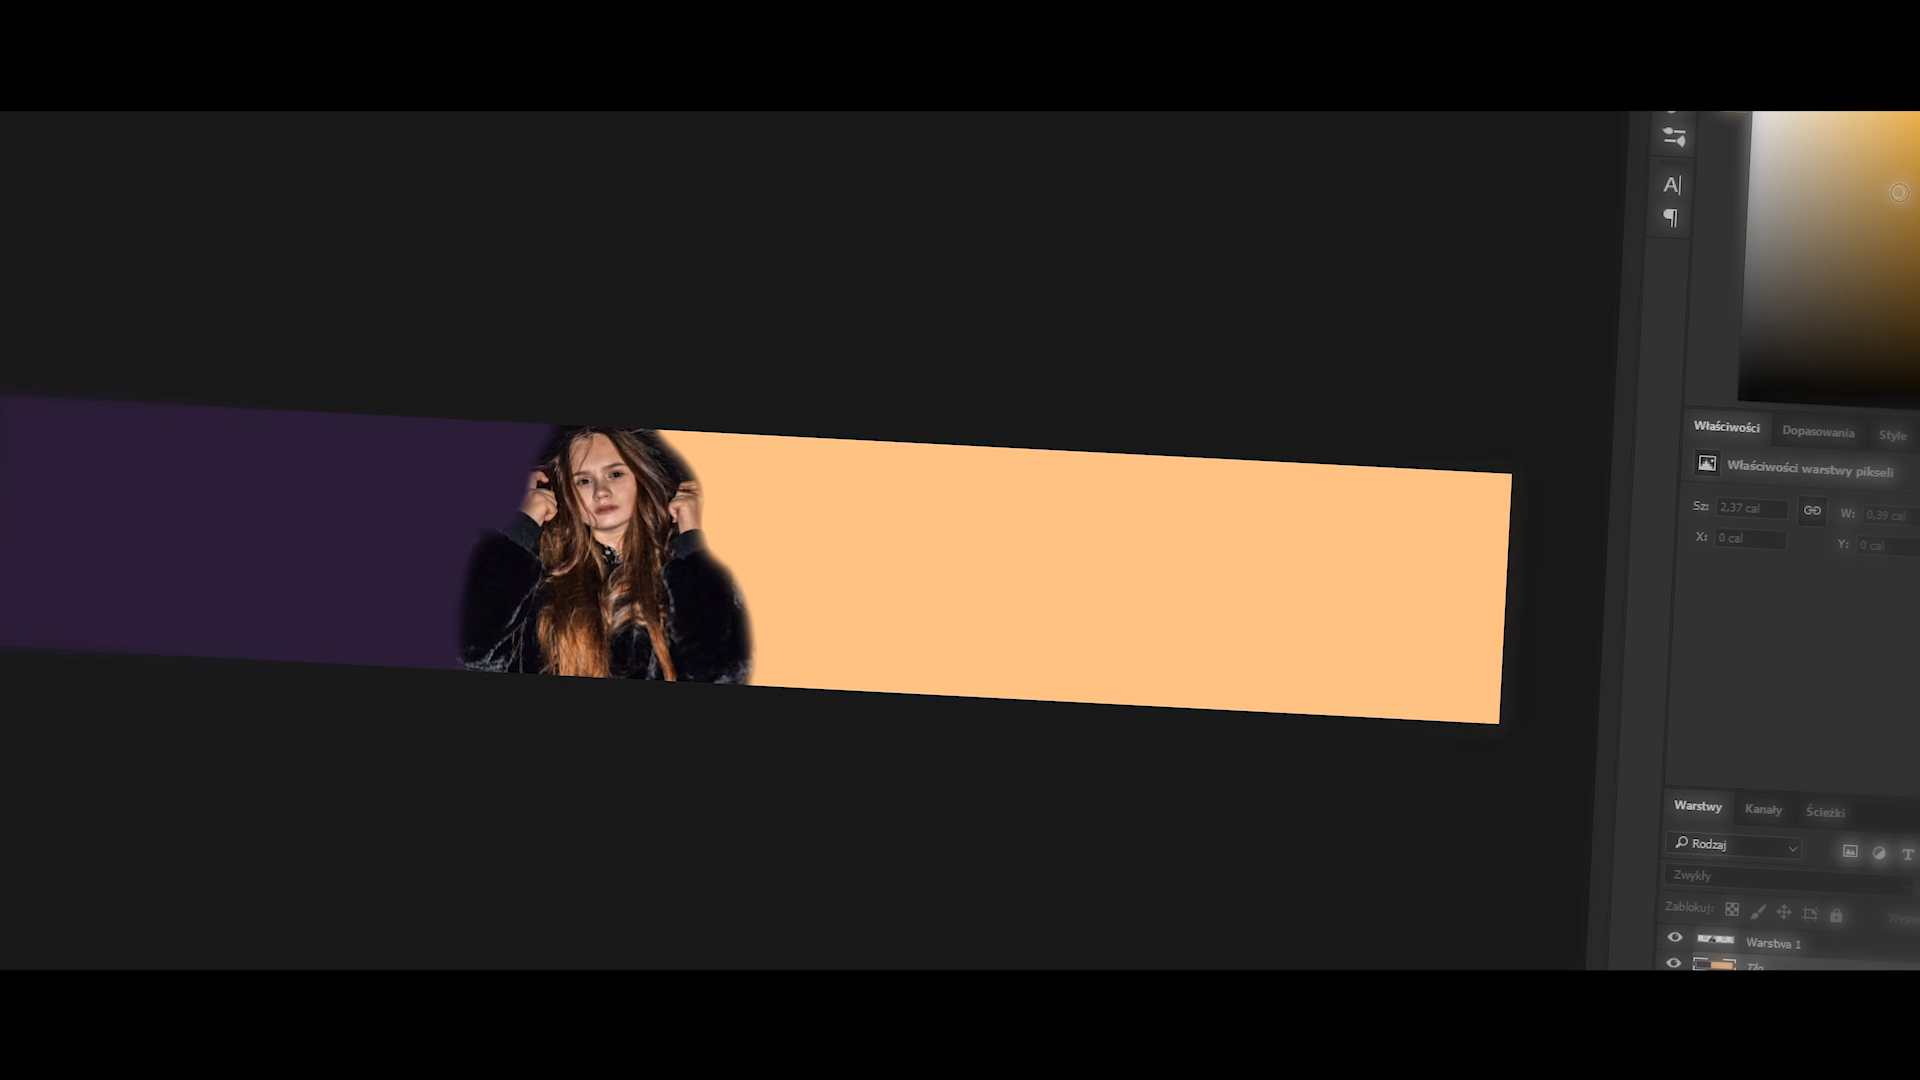 A|
Właściwości Dopasowania Style
Właściwości warstwy pikseli
Sz: 2,37 cal W: 0,39 cal
X: 0 cal Y: 0 cal
Warstwy Kanały Ścieżki
Rodzaj T
Zwykły
Zablokuj:
Warstwa 1
Tło